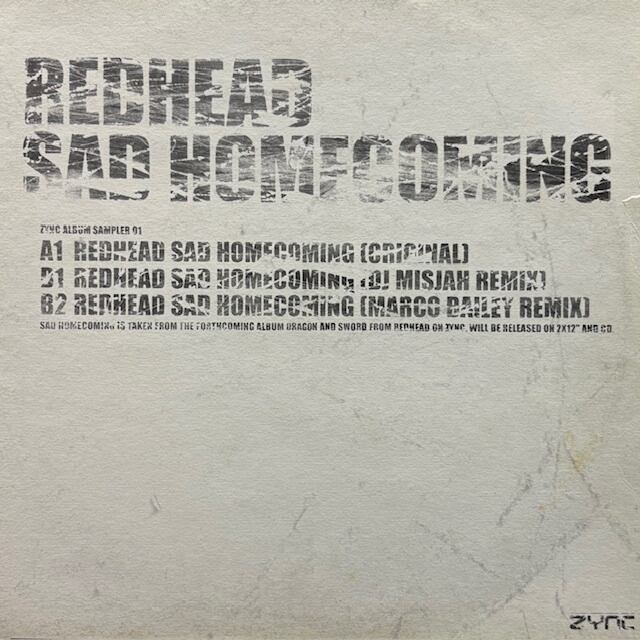 REDHEAD
SAD HOMECOMING
ZYNC ALBUM SAMPLER 01
A1 REDHEAD SAD HOMECOMING (ORIGINAL)
B1 REDHEAD SAD HOMECOMING (DJ MISJAH REMIX)
B2 REDHEAD SAD HOMECOMING (MARCO BAILEY REMIX)
SAD HOMECOMING IS TAKEN FROM THE FORTHCOMING ALBUM DRAGON AND SWORD FROM REDHEAD ON ZYNC, WILL BE RELEASED ON 2X12" AND CD.
ZYNC